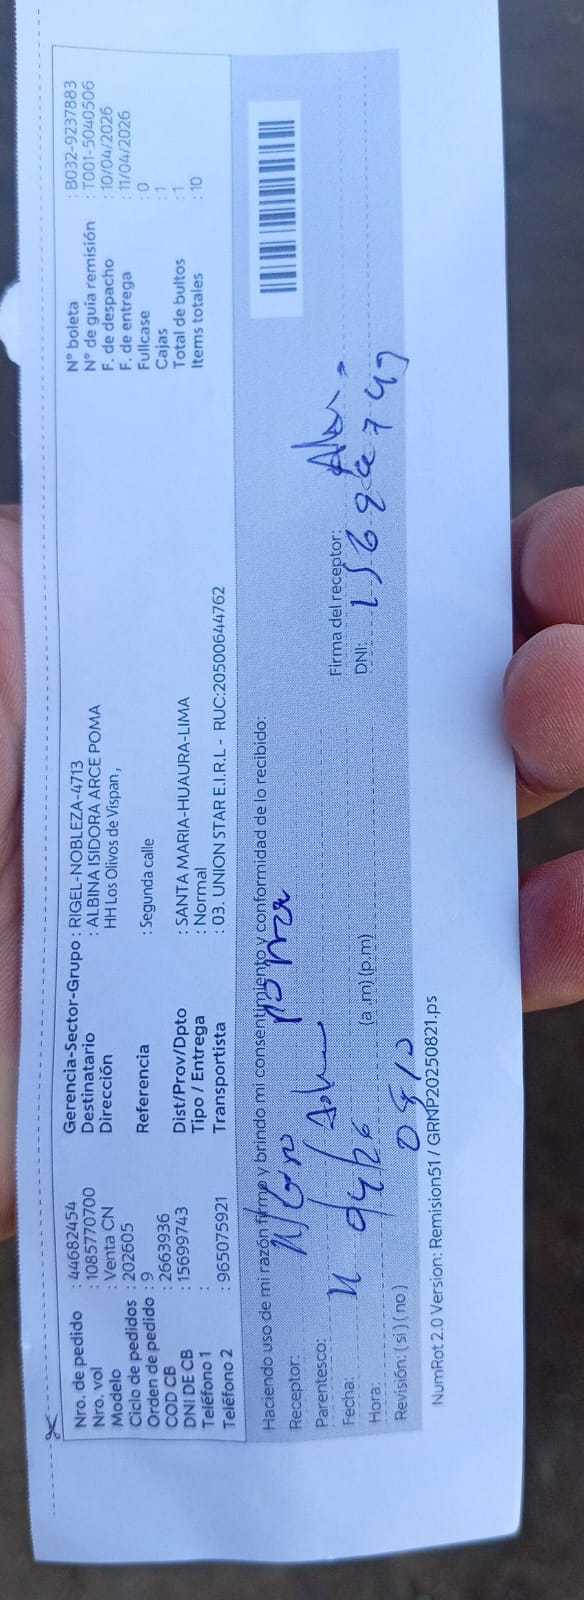 Nro. de pedido : 44682454
Nro. vol : 1085770700
Modelo : Venta CN
Ciclo de pedidos : 202605
Orden de pedido : 9
COD CB : 2663936
DNI DE CB : 15699743
Teléfono 1 :
Teléfono 2 : 965075921
Gerencia-Sector-Grupo : RIGEL-NOBLEZA-4713
Destinatario : ALBINA ISIDORA ARCE POMA
Dirección HH Los Olivos de Vispan ,
Referencia : Segunda calle
Dist/Prov/Dpto : SANTA MARIA-HUAURA-LIMA
Tipo / Entrega : Normal
Transportista : 03. UNION STAR E.I.R.L - RUC:20500644762
N° boleta : B032-9237883
N° de guía remisión : T001-5040506
F. de despacho : 10/04/2026
F. de entrega : 11/04/2026
Fullcase : 0
Cajas : 1
Total de bultos : 1
Items totales : 10
Haciendo uso de mi razón firmo y brindo mi consentimiento y conformidad de lo recibido:
Receptor: Poma
Parentesco:
Fecha:
Hora: (a .m) (p.m)
Revisión: ( si ) ( no )
Firma del receptor:
DNI:
NumRot 2.0 Version: Remision51 / GRNP20250821.ps